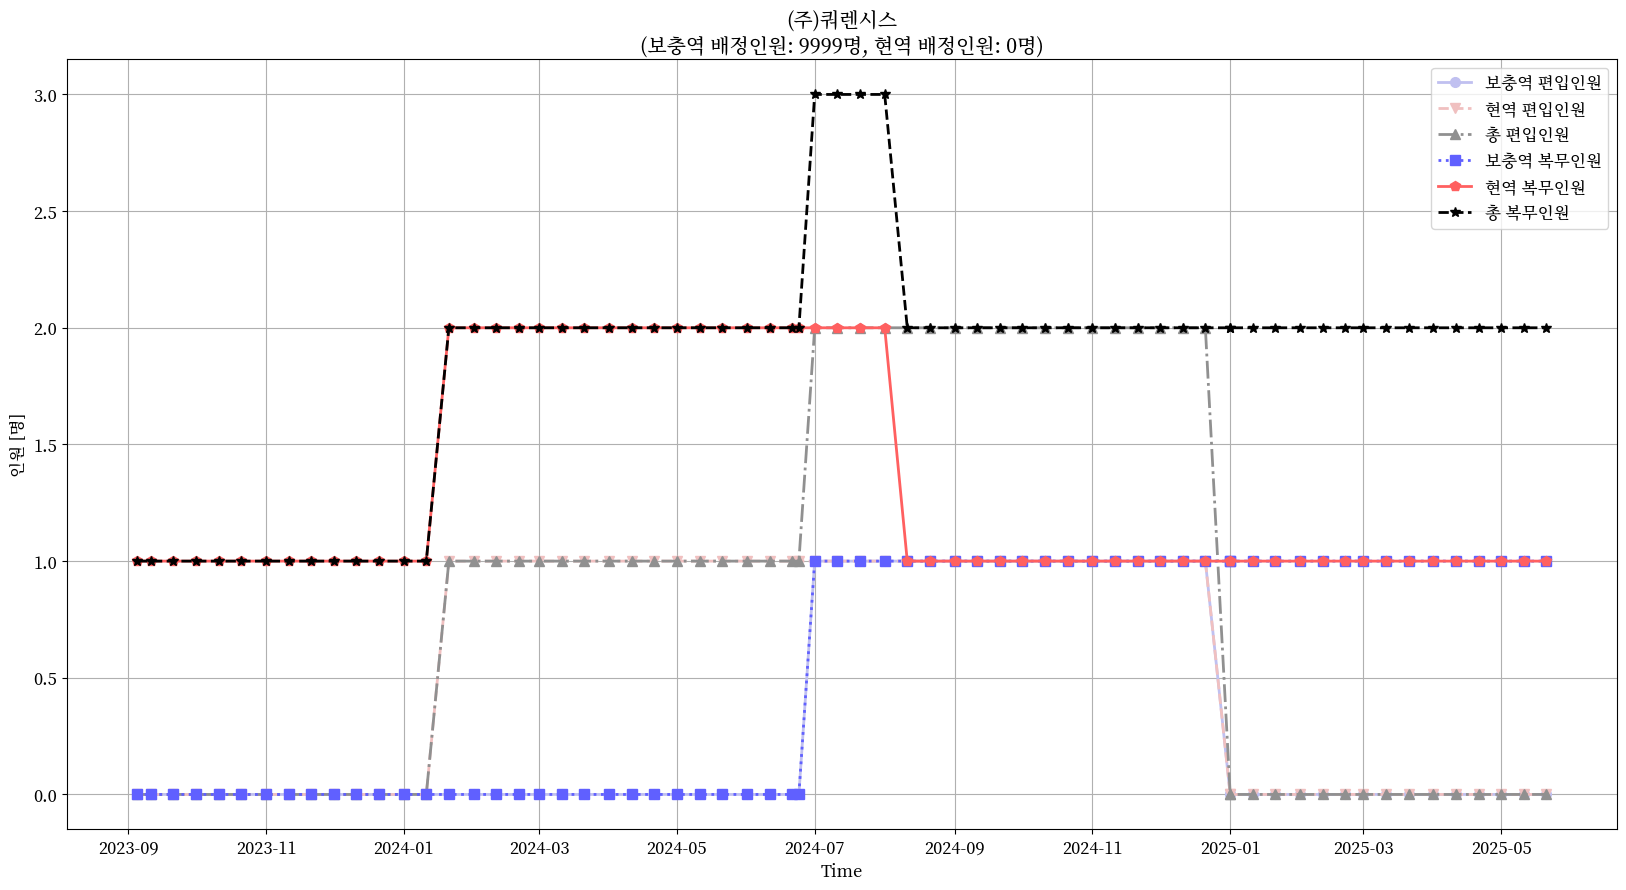 (주)쿼렌시스
(보충역 배정인원: 9999명, 현역 배정인원: 0명)
보충역 편입인원
현역 편입인원
총 편입인원
보충역 복무인원
현역 복무인원
총 복무인원
인원 [명]
3.0
2.5
2.0
1.5
1.0
0.5
0.0
2023-09 2023-11 2024-01 2024-03 2024-05 2024-07 2024-09 2024-11 2025-01 2025-03 2025-05
Time